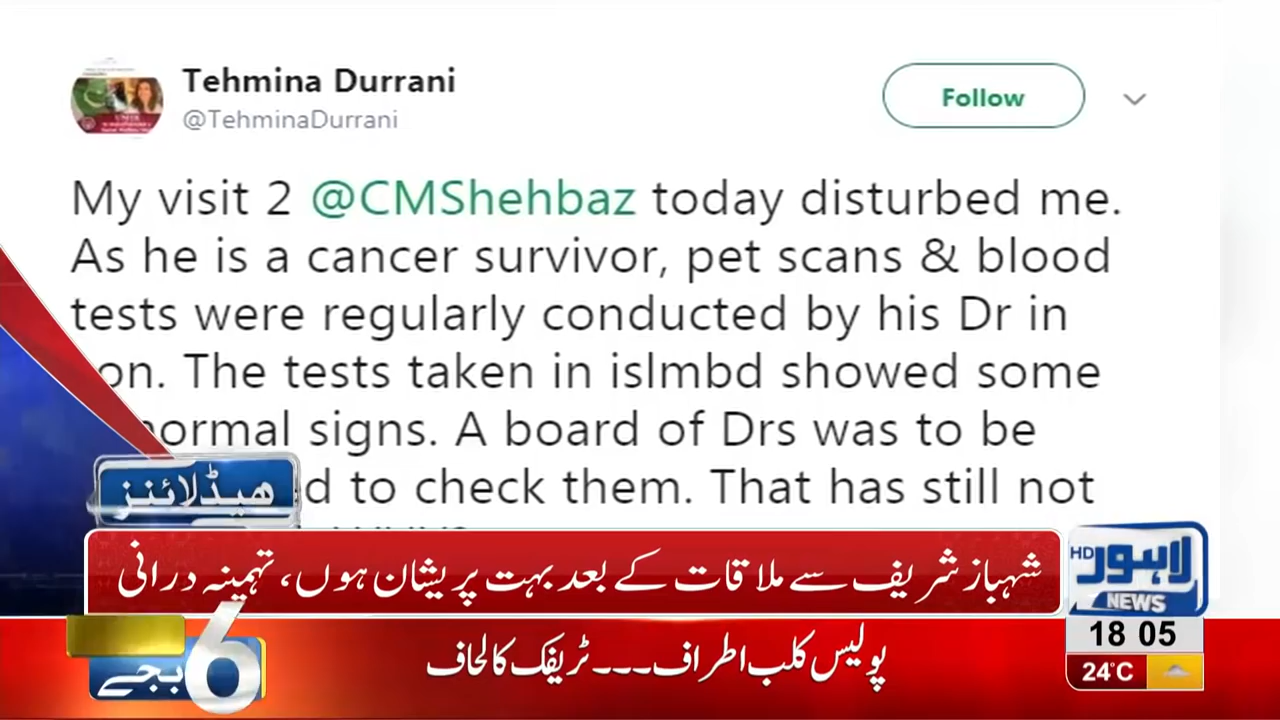 Tehmina Durrani
@TehminaDurrani
Follow
My visit 2 @CMShehbaz today disturbed me.
As he is a cancer survivor, pet scans & blood
tests were regularly conducted by his Dr in
on. The tests taken in islmbd showed some
normal signs. A board of Drs was to be
d to check them. That has still not
ہیڈلائنز
شہباز شریف سے ملاقات کے بعد بہت پریشان ہوں، تہمینہ درانی
HD لاہور
NEWS
18 05
24°C
6 بجے
پولیس کلب اطراف۔۔۔ٹریفک کا لحاف